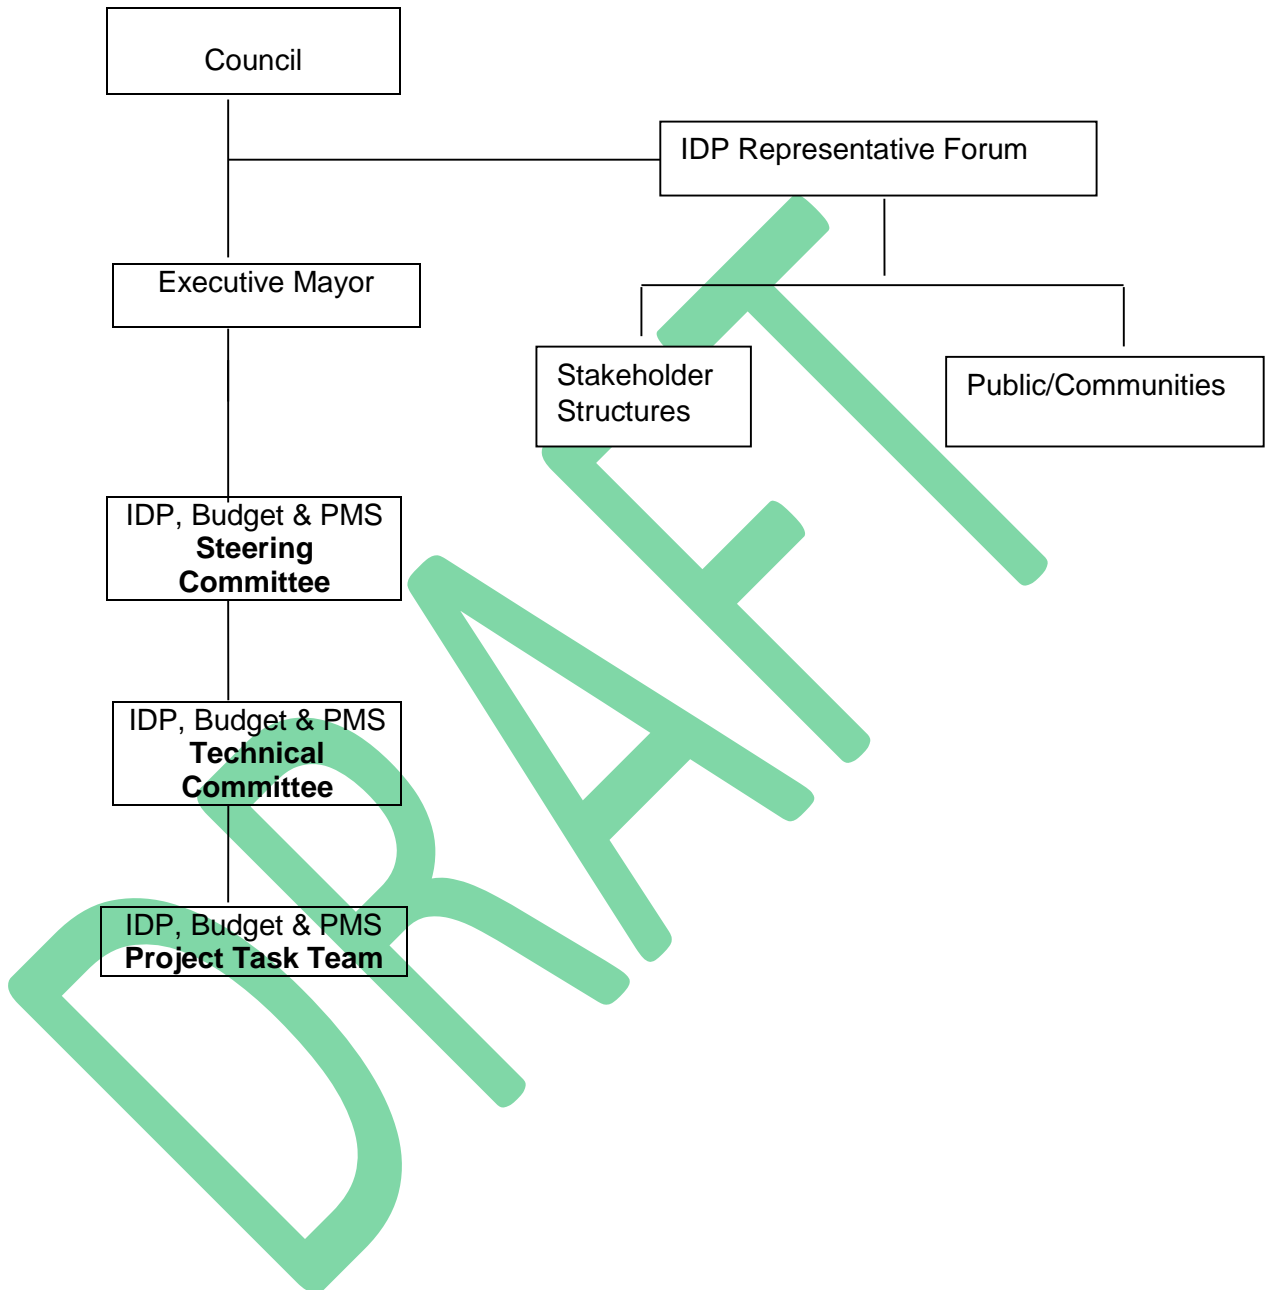 Council
IDP Representative Forum
Executive Mayor
Stakeholder
Structures
Public/Communities
IDP, Budget & PMS
Steering
Committee
IDP, Budget & PMS
Technical
Committee
IDP, Budget & PMS
Project Task Team
DRAFT